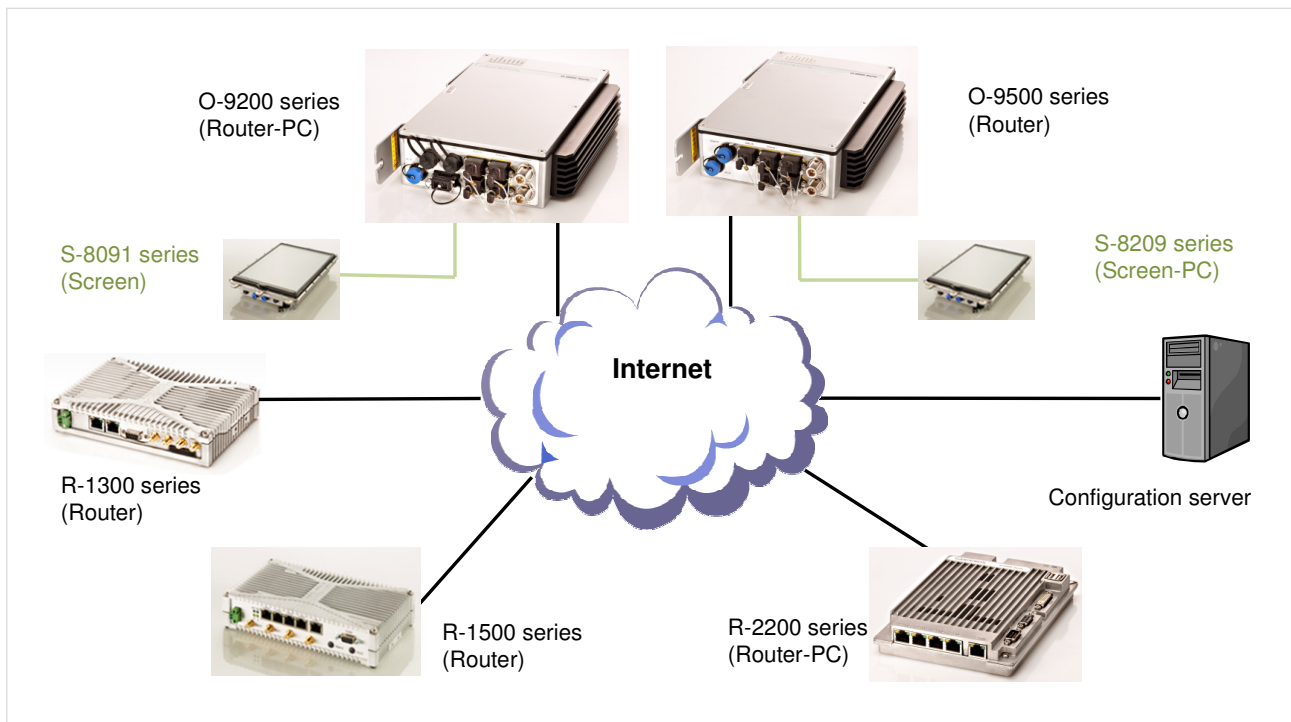 O-9200 series
(Router-PC)
O-9500 series
(Router)
S-8091 series
(Screen)
S-8209 series
(Screen-PC)
Internet
R-1300 series
(Router)
Configuration server
R-1500 series
(Router)
R-2200 series
(Router-PC)